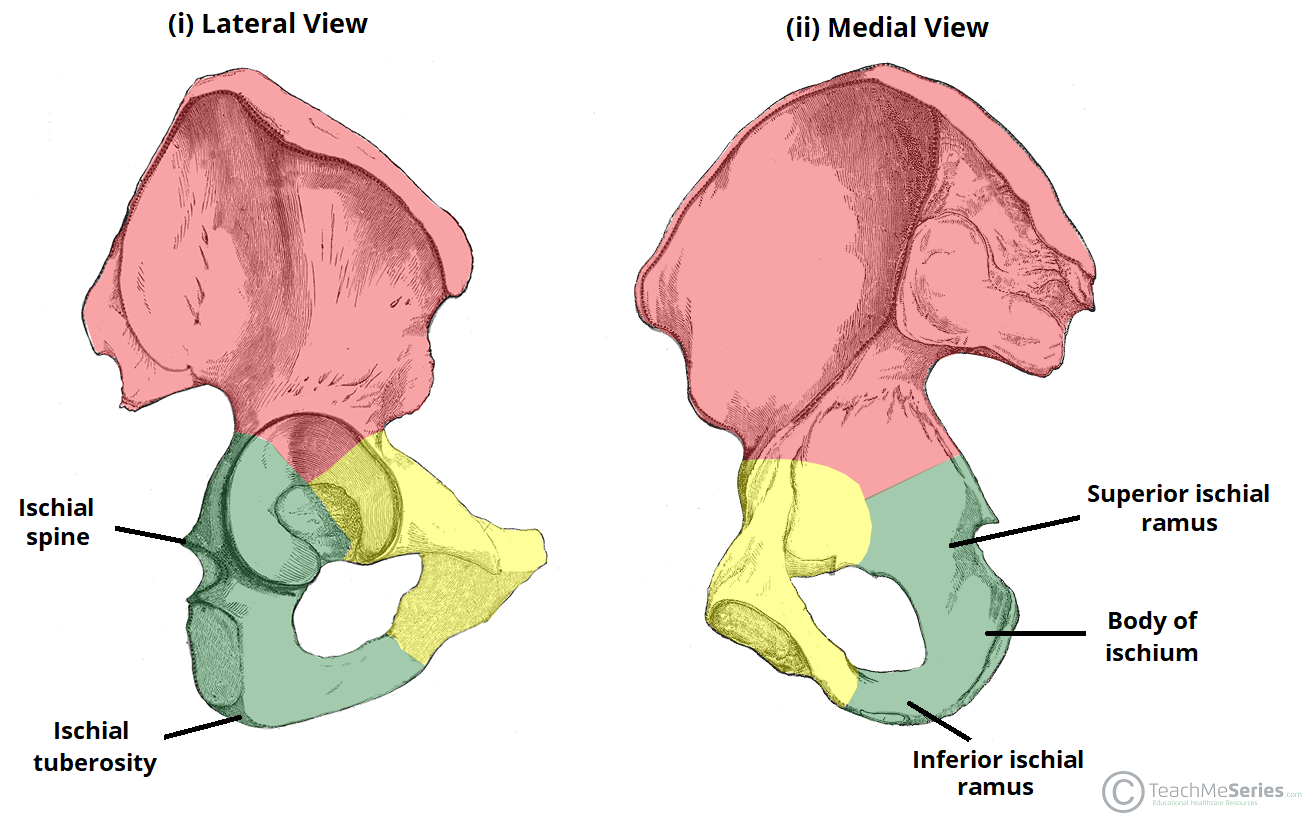 (i) Lateral View
(ii) Medial View
Ischial
spine
Superior ischial
ramus
Body of
ischium
Ischial
tuberosity
Inferior ischial
ramus
© TeachMeSeries.com
Educational Healthcare Resources